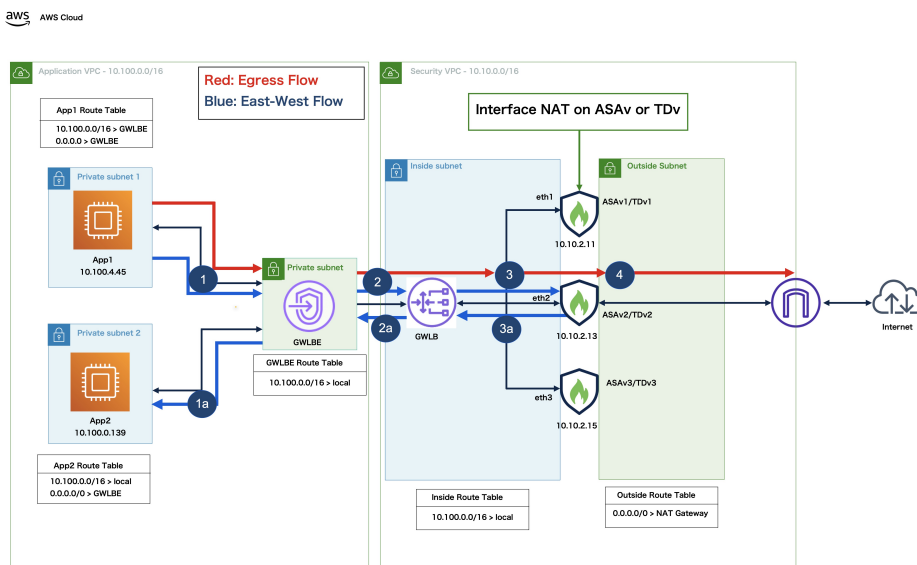 aws
AWS Cloud
Application VPC - 10.100.0.0/16
Red: Egress Flow
Blue: East-West Flow
Security VPC - 10.10.0.0/16
App1 Route Table
10.100.0.0/16 > GWLBE
0.0.0.0 > GWLBE
Interface NAT on ASAv or TDv
Private subnet 1
App1
10.100.4.45
Inside subnet
Outside Subnet
eth1
ASAv1/TDv1
10.10.2.11
1
Private subnet
GWLBE
2
3
4
2a
GWLB
3a
eth2
ASAv2/TDv2
10.10.2.13
Internet
Private subnet 2
App2
10.100.0.139
1a
GWLBE Route Table
10.100.0.0/16 > local
eth3
ASAv3/TDv3
10.10.2.15
App2 Route Table
10.100.0.0/16 > local
0.0.0.0/0 > GWLBE
Inside Route Table
10.100.0.0/16 > local
Outside Route Table
0.0.0.0/0 > NAT Gateway